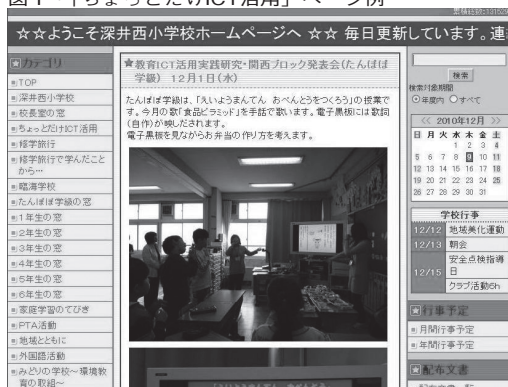 ☆☆ようこそ深井西小学校ホームページへ ☆☆ 毎日更新しています。
カテゴリ
TOP
深井西小学校
校長室の窓
ちょっとだけICT活用
修学旅行
修学旅行で学んだこと
から…
臨海学校
たんぽぽ学級の窓
1年生の窓
2年生の窓
3年生の窓
4年生の窓
5年生の窓
6年生の窓
家庭学習のてびき
PTA活動
地域とともに
外国語活動
みどりの学校～環境教
育の取組～
★教育ICT活用実践研究・関西ブロック発表会(たんぽぽ
学級) 12月1日(水)
たんぽぽ学級は、「えいようまんてん おべんとうをつくろう」の授業で
す。今月の歌「食品ピラミッド」を手話で歌います。電子黒板には歌詞
(自作)が映しだされます。
電子黒板を見ながらお弁当の作り方を考えます。
検索
検索対象期間
年度内 すべて
<< 2010年12月 >>
日 月 火 水 木 金 土
1 2 3 4
5 6 7 8 9 10 11
12 13 14 15 16 17 18
19 20 21 22 23 24 25
26 27 28 29 30 31
学校行事
12/12 地域美化運動
12/13 朝会
12/15 安全点検指導
日
クラブ活動6h
行事予定
月間行事予定
年間行事予定
配布文書